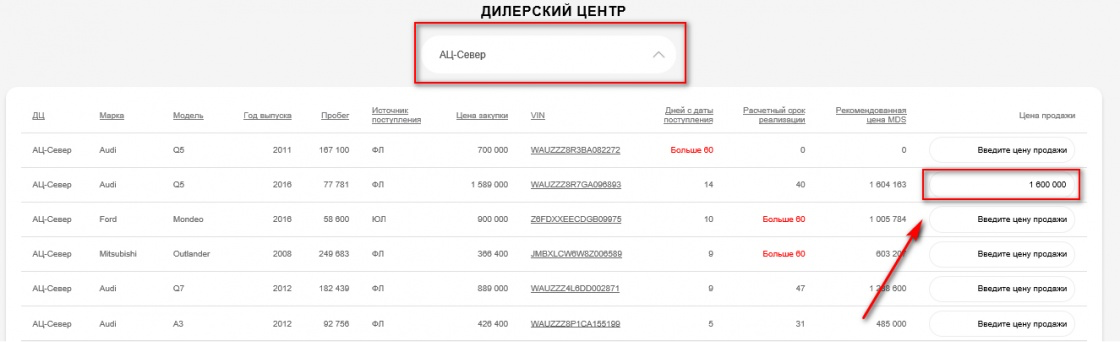 ДИЛЕРСКИЙ ЦЕНТР
АЦ-Север
ДЦ Марка Модель Год выпуска Пробег Источник поступления Цена закупки VIN Дней с даты поступления Расчетный срок реализации Рекомендованная цена MDS Цена продажи
АЦ-Север Audi Q5 2011 167 100 ФЛ 700 000 WAUZZZ8R3BA082272 Больше 60 0 0 Введите цену продажи
АЦ-Север Audi Q5 2016 77 781 ФЛ 1 589 000 WAUZZZ8R7GA096893 14 40 1 604 163 1 600 000
АЦ-Север Ford Mondeo 2016 58 600 ЮЛ 900 000 Z6FDXXEECDGB09975 10 Больше 60 1 005 784 Введите цену продажи
АЦ-Север Mitsubishi Outlander 2008 249 683 ФЛ 366 400 JMBXLCW6W8Z006589 9 Больше 60 603 207 Введите цену продажи
АЦ-Север Audi Q7 2012 182 439 ФЛ 889 000 WAUZZZ4L6DD002871 9 47 Введите цену продажи
АЦ-Север Audi A3 2012 92 756 ФЛ 426 400 WAUZZZ8P1CA155199 5 31 485 000 Введите цену продажи